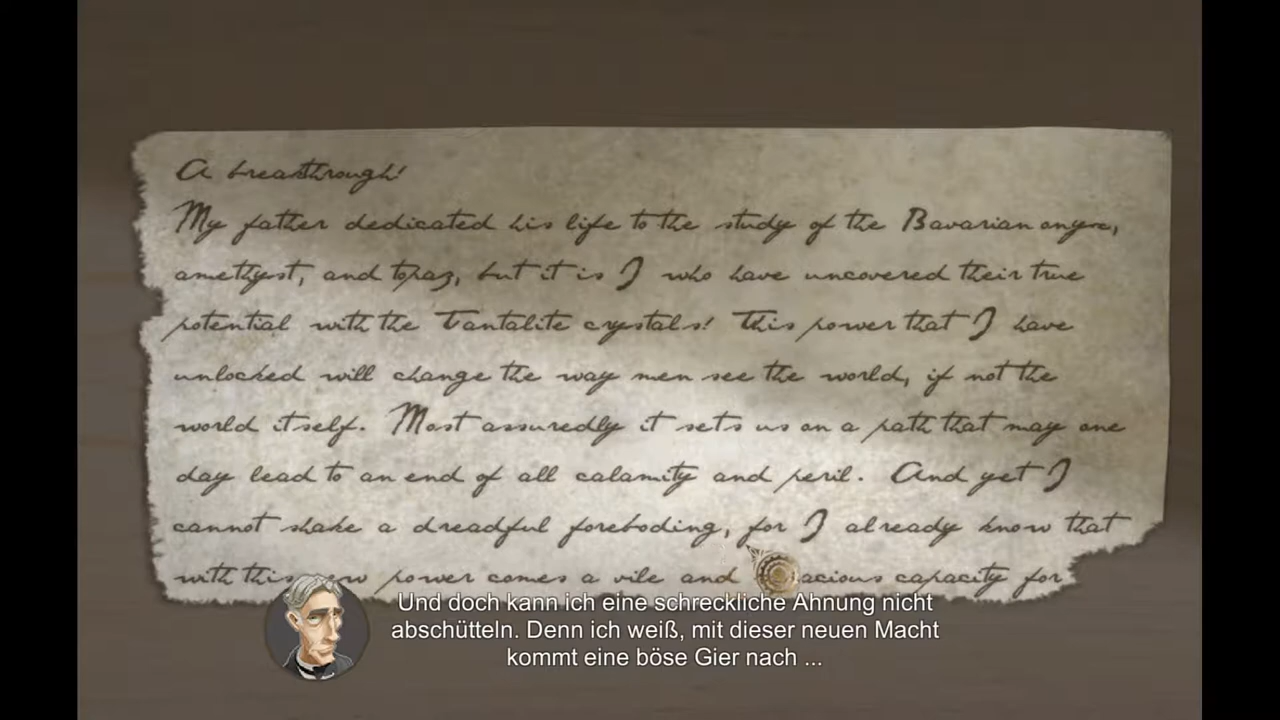 A breakthrough!
My father dedicated his life to the study of the Bavarian onyx,
amethyst, and topaz, but it is I who have uncovered their true
potential with the Tantalite crystals! This power that I have
unlocked will change the way men see the world, if not the
world itself. Most assuredly it sets us on a path that may one
day lead to an end of all calamity and peril. And yet I
cannot shake a dreadful foreboding, for I already know that
with this power comes a vile and capacity for
Und doch kann ich eine schreckliche Ahnung nicht
abschütteln. Denn ich weiß, mit dieser neuen Macht
kommt eine böse Gier nach ...